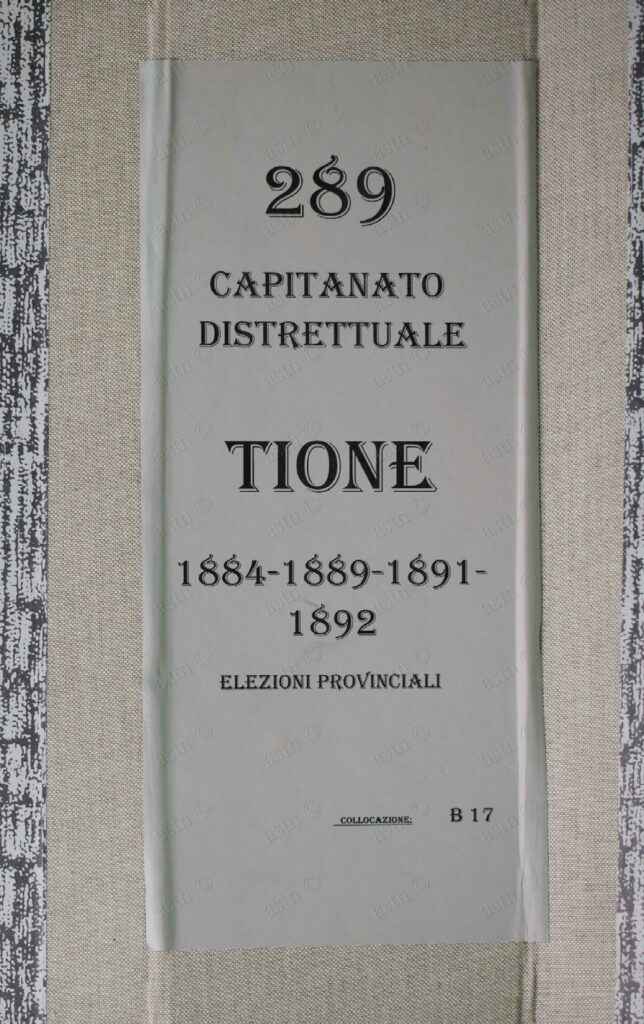 289
CAPITANATO
DISTRETTUALE
TIONE
1884-1889-1891-
1892
ELEZIONI PROVINCIALI
COLLOCAZIONE: B 17